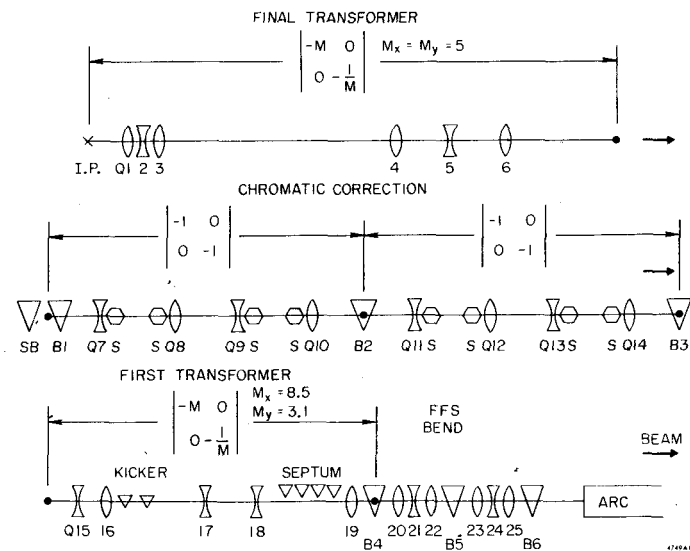 FINAL TRANSFORMER
-M 0
0 -1/M
Mx = My = 5
I.P. Q1 2 3 4 5 6
CHROMATIC CORRECTION
-1 0
0 -1
-1 0
0 -1
SB B1 Q7 S S Q8 Q9 S S Q10 B2 Q11 S S Q12 Q13 S S Q14 B3
FIRST TRANSFORMER
-M 0
0 -1/M
Mx = 8.5
My = 3.1
FFS
BEND
KICKER
SEPTUM
BEAM
ARC
Q15 16 17 18 19 B4 20 21 22 B5 23 24 25 B6